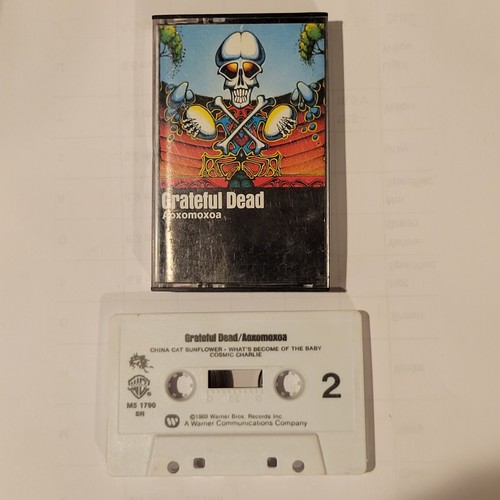 Grateful Dead
Aoxomoxoa
Grateful Dead/Aoxomoxoa
CHINA CAT SUNFLOWER • WHAT'S BECOME OF THE BABY
COSMIC CHARLIE
2
M5 1790
SR
©1969 Warner Bros. Records Inc.
A Warner Communications Company